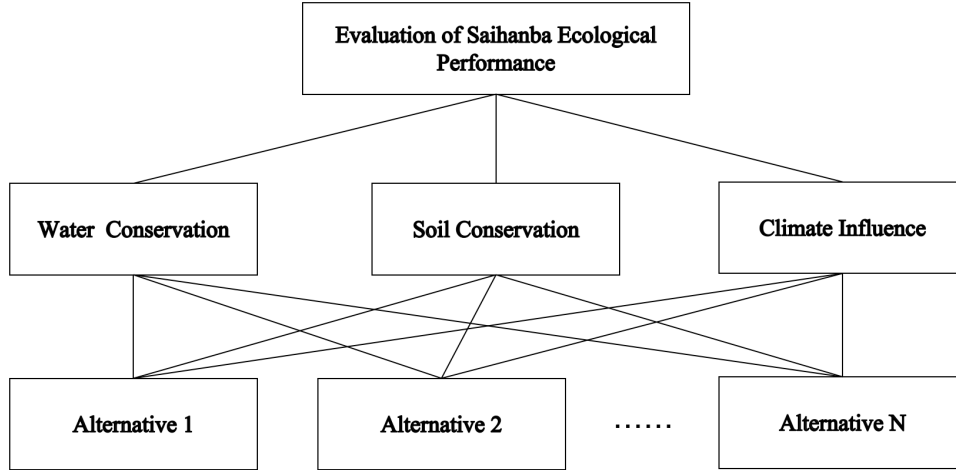 Evaluation of Saihanba Ecological
Performance
Water Conservation
Soil Conservation
Climate Influence
Alternative 1
Alternative 2
......
Alternative N